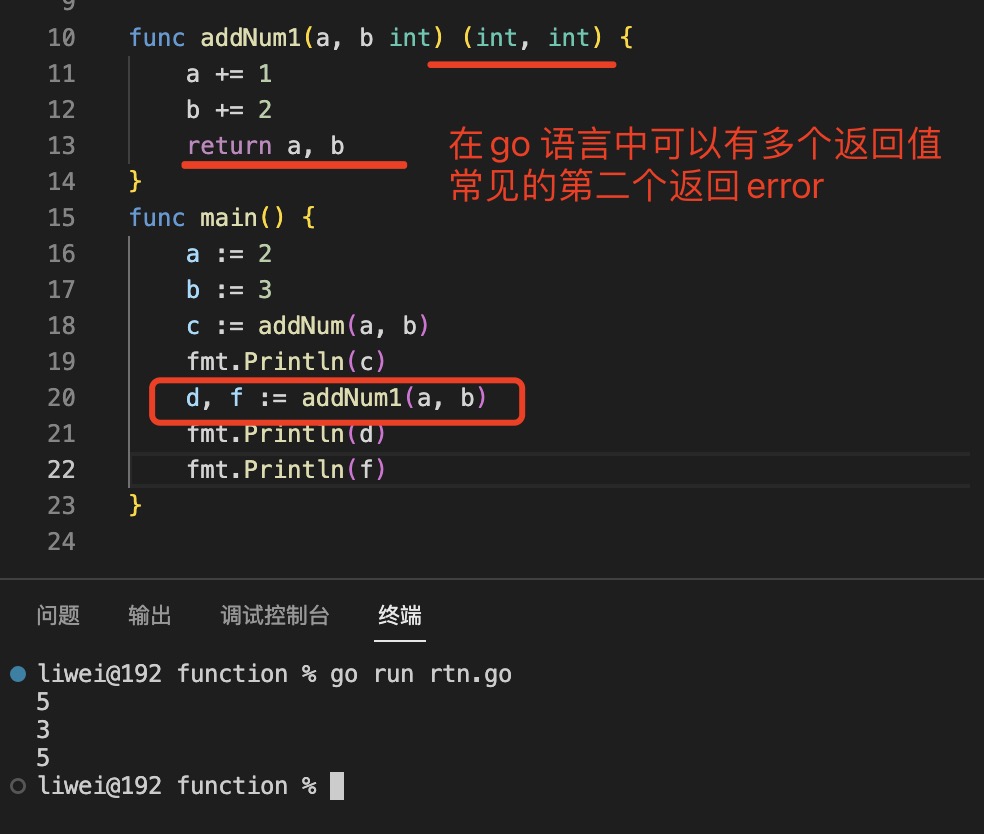 9
10 func addNum1(a, b int) (int, int) {
11 a += 1
12 b += 2
13 return a, b
在 go 语言中可以有多个返回值
常见的第二个返回 error
14 }
15 func main() {
16 a := 2
17 b := 3
18 c := addNum(a, b)
19 fmt.Println(c)
20 d, f := addNum1(a, b)
21 fmt.Println(d)
22 fmt.Println(f)
23 }
24
问题 输出 调试控制台 终端
liwei@192 function % go run rtn.go
5
3
5
liwei@192 function %